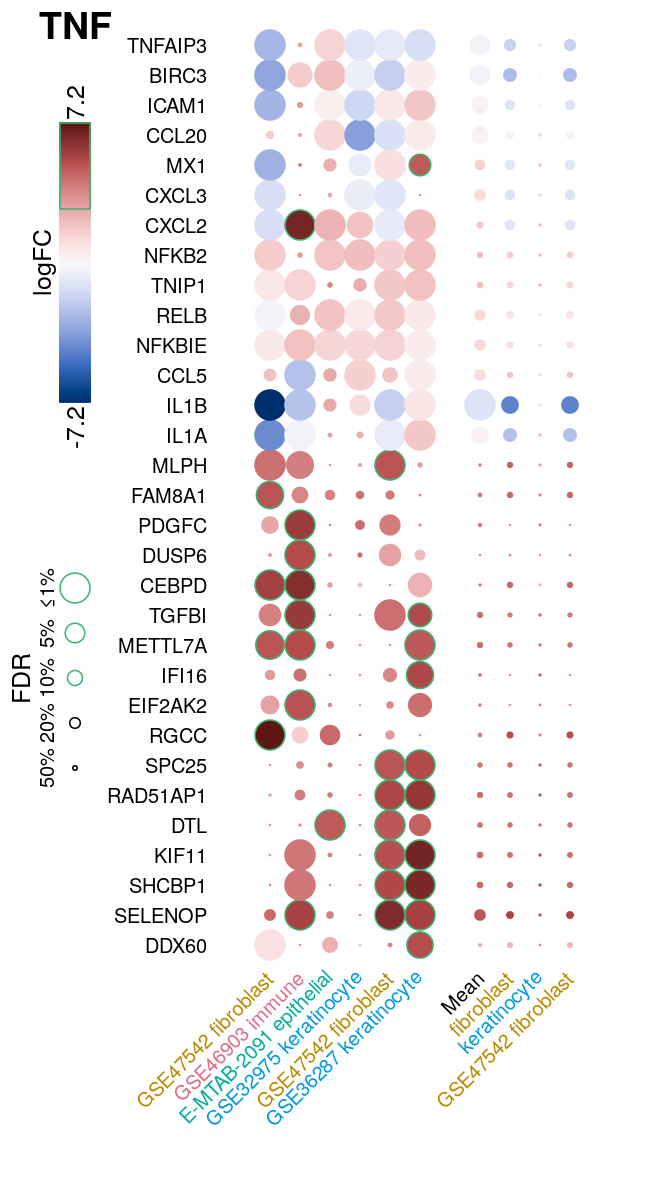 TNF
7.2
logFC
-7.2
FDR
50% 20% 10% 5% ≤1%
TNFAIP3
BIRC3
ICAM1
CCL20
MX1
CXCL3
CXCL2
NFKB2
TNIP1
RELB
NFKBIE
CCL5
IL1B
IL1A
MLPH
FAM8A1
PDGFC
DUSP6
CEBPD
TGFBI
METTL7A
IFI16
EIF2AK2
RGCC
SPC25
RAD51AP1
DTL
KIF11
SHCBP1
SELENOP
DDX60
GSE47542 fibroblast
GSE46903 immune
E-MTAB-2091 epithelial
GSE32975 keratinocyte
GSE47542 fibroblast
GSE36287 keratinocyte
Mean
fibroblast
keratinocyte
GSE47542 fibroblast